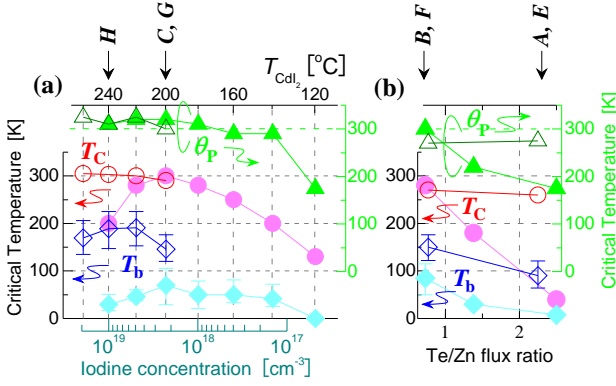 H
C, G
B, F
A, E
(a)
T_CdI₂ [°C]
240 200 160 120
(b)
Critical Temperature [K]
300
200
100
0
T_C
T_b
θ_P
300
200
100
0
10^19 10^18 10^17
Iodine concentration [cm^-3]
Critical Temperature [K]
300
200
100
0
θ_P
T_C
T_b
300
200
100
0
Critical Temperature [K]
1 2
Te/Zn flux ratio